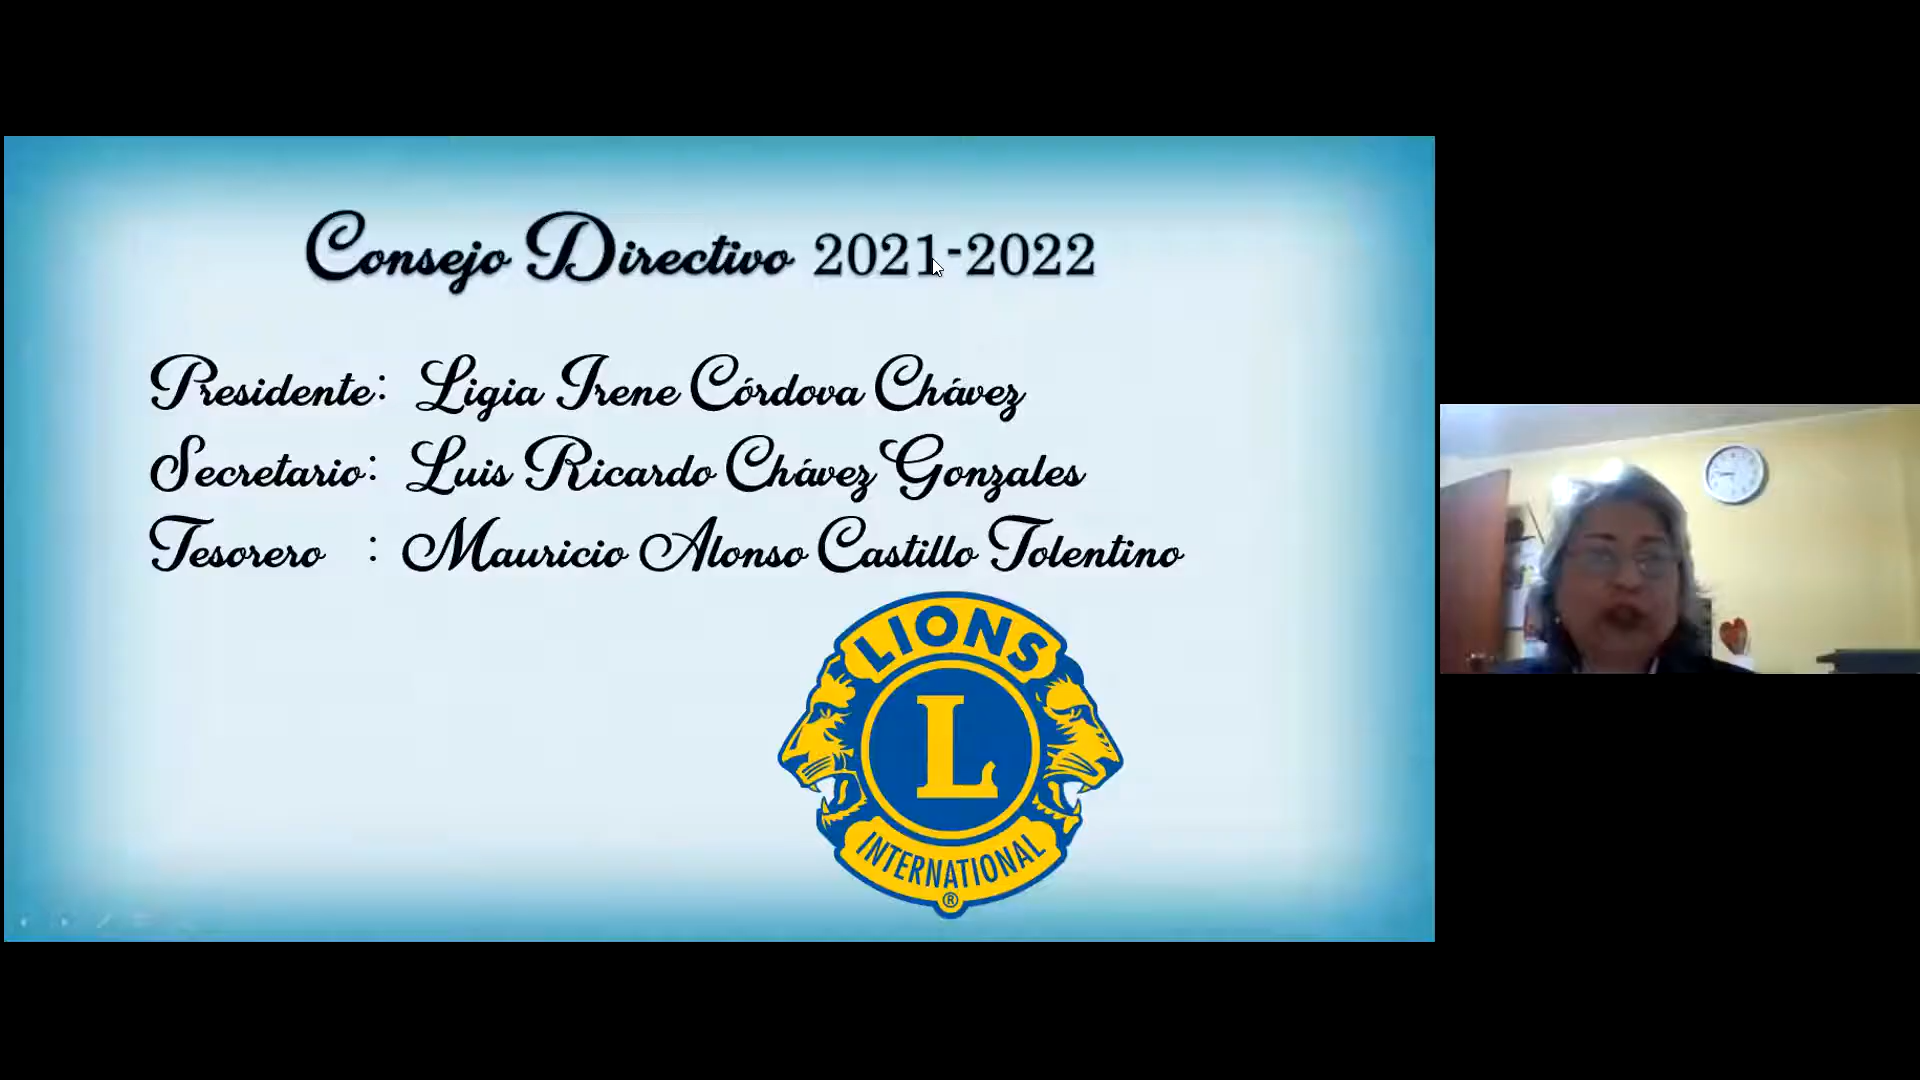 Consejo Directivo 2021-2022
Presidente: Ligia Irene Córdova Chávez
Secretario: Luis Ricardo Chávez Gonzales
Tesorero : Mauricio Alonso Castillo Tolentino
LIONS
L
INTERNATIONAL
®